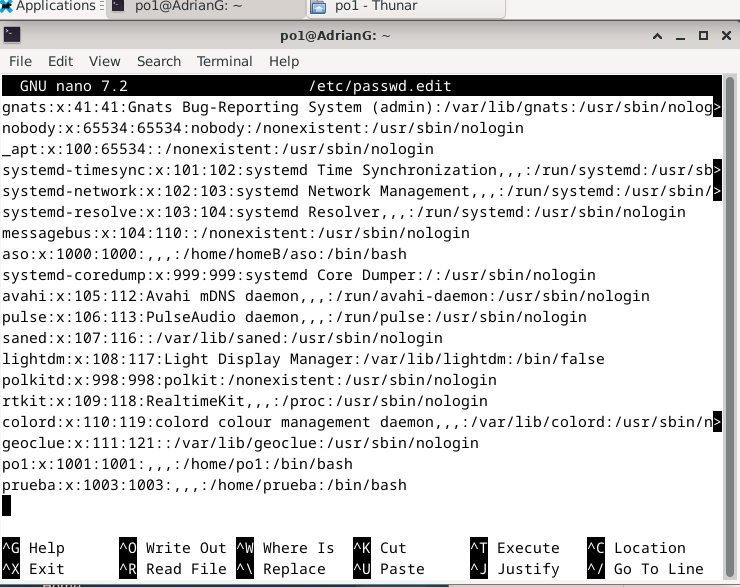 Applications
po1@AdrianG: ~
po1 - Thunar
po1@AdrianG: ~
File Edit View Search Terminal Help
GNU nano 7.2 /etc/passwd.edit
gnats:x:41:41:Gnats Bug-Reporting System (admin):/var/lib/gnats:/usr/sbin/nolog>
nobody:x:65534:65534:nobody:/nonexistent:/usr/sbin/nologin
_apt:x:100:65534::/nonexistent:/usr/sbin/nologin
systemd-timesync:x:101:102:systemd Time Synchronization,,,:/run/systemd:/usr/sb>
systemd-network:x:102:103:systemd Network Management,,,:/run/systemd:/usr/sbin/>
systemd-resolve:x:103:104:systemd Resolver,,,:/run/systemd:/usr/sbin/nologin
messagebus:x:104:110::/nonexistent:/usr/sbin/nologin
aso:x:1000:1000:,,,:/home/homeB/aso:/bin/bash
systemd-coredump:x:999:999:systemd Core Dumper:/:/usr/sbin/nologin
avahi:x:105:112:Avahi mDNS daemon,,,:/run/avahi-daemon:/usr/sbin/nologin
pulse:x:106:113:PulseAudio daemon,,,:/run/pulse:/usr/sbin/nologin
saned:x:107:116::/var/lib/saned:/usr/sbin/nologin
lightdm:x:108:117:Light Display Manager:/var/lib/lightdm:/bin/false
polkitd:x:998:998:polkit:/nonexistent:/usr/sbin/nologin
rtkit:x:109:118:RealtimeKit,,,:/proc:/usr/sbin/nologin
colord:x:110:119:colord colour management daemon,,,:/var/lib/colord:/usr/sbin/n>
geoclue:x:111:121::/var/lib/geoclue:/usr/sbin/nologin
po1:x:1001:1001:,,,:/home/po1:/bin/bash
prueba:x:1003:1003:,,,:/home/prueba:/bin/bash
^G Help ^O Write Out ^W Where Is ^K Cut ^T Execute ^C Location
^X Exit ^R Read File ^\ Replace ^U Paste ^J Justify ^/ Go To Line